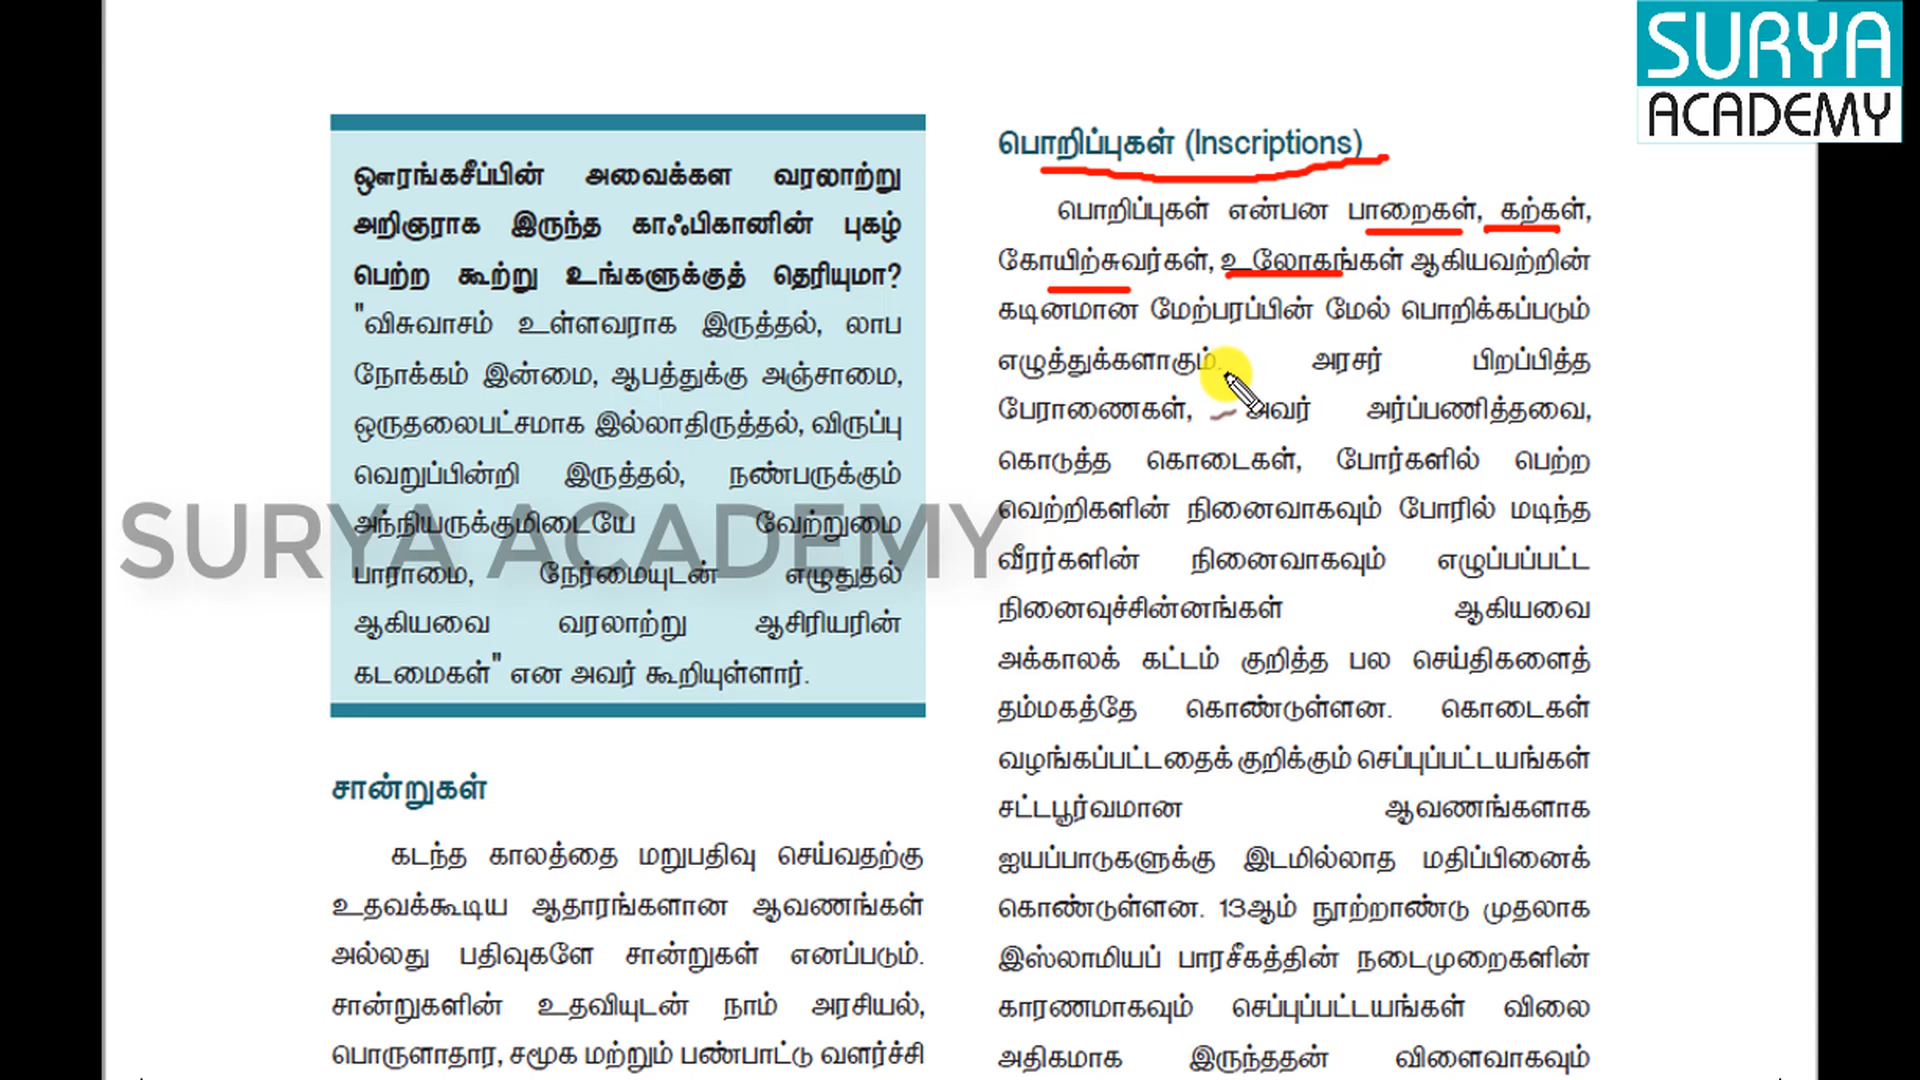 SURYA
ACADEMY
ஔரங்கசீப்பின் அவைக்கள வரலாற்று
அறிஞராக இருந்த காஃபிகானின் புகழ்
பெற்ற கூற்று உங்களுக்குத் தெரியுமா?
"விசுவாசம் உள்ளவராக இருத்தல், லாப
நோக்கம் இன்மை, ஆபத்துக்கு அஞ்சாமை,
ஒருதலைபட்சமாக இல்லாதிருத்தல், விருப்பு
வெறுப்பின்றி இருத்தல், நண்பருக்கும்
அந்நியருக்குமிடையே வேற்றுமை
பாராமை, நேர்மையுடன் எழுதுதல்
ஆகியவை வரலாற்று ஆசிரியரின்
கடமைகள்" என அவர் கூறியுள்ளார்.
SURYA ACADEMY
சான்றுகள்
கடந்த காலத்தை மறுபதிவு செய்வதற்கு
உதவக்கூடிய ஆதாரங்களான ஆவணங்கள்
அல்லது பதிவுகளே சான்றுகள் எனப்படும்.
சான்றுகளின் உதவியுடன் நாம் அரசியல்,
பொருளாதார, சமூக மற்றும் பண்பாட்டு வளர்ச்சி
பொறிப்புகள் (Inscriptions)
பொறிப்புகள் என்பன பாறைகள், கற்கள்,
கோயிற்சுவர்கள், உலோகங்கள் ஆகியவற்றின்
கடினமான மேற்பரப்பின் மேல் பொறிக்கப்படும்
எழுத்துக்களாகும். அரசர் பிறப்பித்த
பேராணைகள், அவர் அர்ப்பணித்தவை,
கொடுத்த கொடைகள், போர்களில் பெற்ற
வெற்றிகளின் நினைவாகவும் போரில் மடிந்த
வீரர்களின் நினைவாகவும் எழுப்பப்பட்ட
நினைவுச்சின்னங்கள் ஆகியவை
அக்காலக் கட்டம் குறித்த பல செய்திகளைத்
தம்மகத்தே கொண்டுள்ளன. கொடைகள்
வழங்கப்பட்டதைக் குறிக்கும் செப்புப்பட்டயங்கள்
சட்டபூர்வமான ஆவணங்களாக
ஐயப்பாடுகளுக்கு இடமில்லாத மதிப்பினைக்
கொண்டுள்ளன. 13ஆம் நூற்றாண்டு முதலாக
இஸ்லாமியப் பாரசீகத்தின் நடைமுறைகளின்
காரணமாகவும் செப்புப்பட்டயங்கள் விலை
அதிகமாக இருந்ததன் விளைவாகவும்